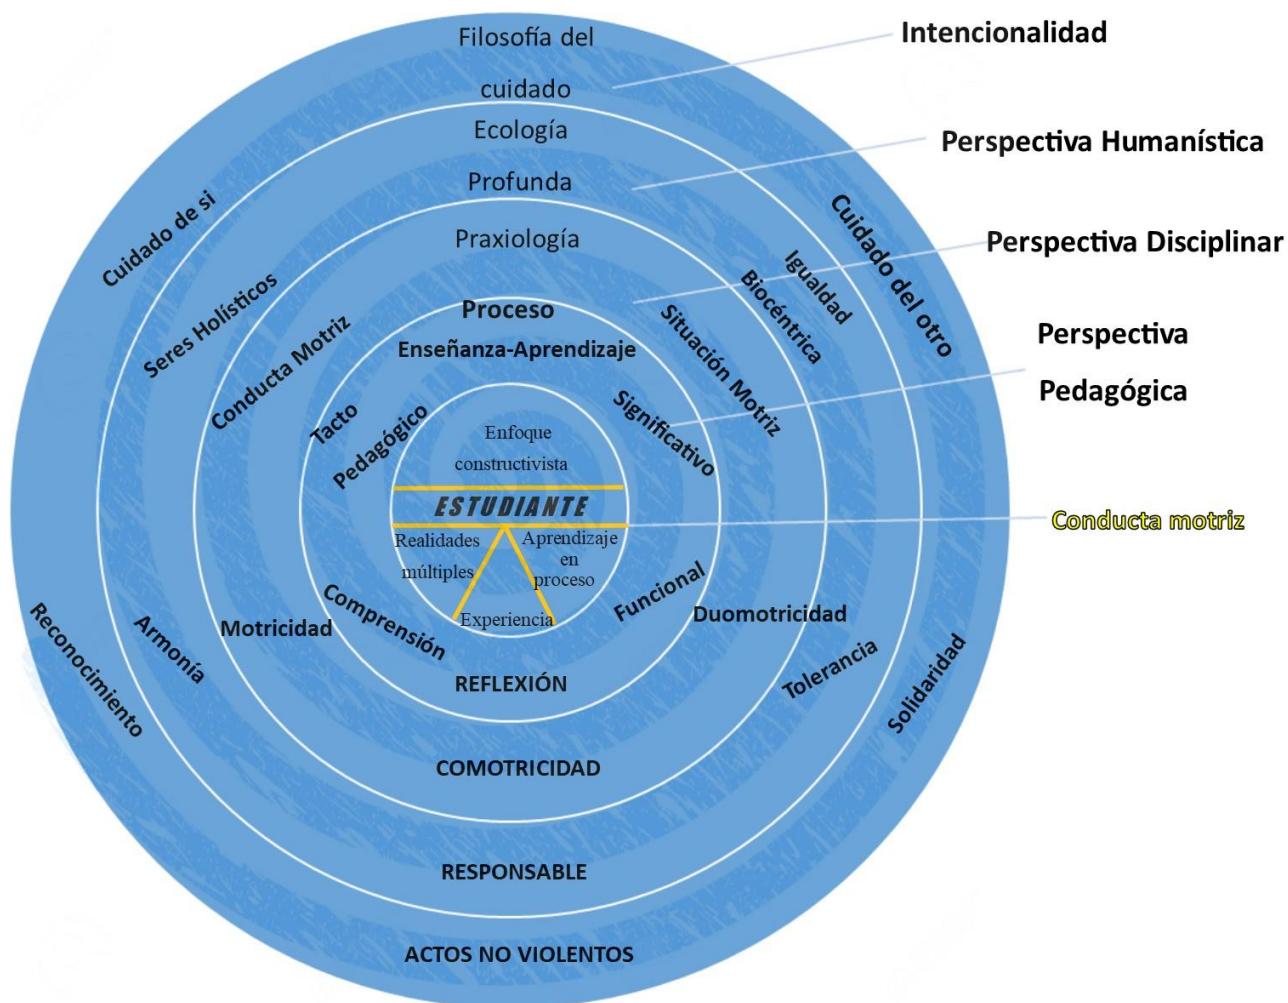 Filosofía del
cuidado
Intencionalidad
Ecología
Profunda
Perspectiva Humanística
Cuidado de si
Cuidado del otro
Praxiología
Perspectiva Disciplinar
Seres Holísticos
Igualdad
Biocéntrica
Proceso
Enseñanza-Aprendizaje
Conducta Motriz
Situación Motriz
Perspectiva
Pedagógica
Tacto
Pedagógico
Significativo
Enfoque
constructivista
ESTUDIANTE
Conducta motriz
Realidades
múltiples
Aprendizaje
en
proceso
Experiencia
Comprensión
Funcional
Motricidad
Duomotricidad
Reconocimiento
Armonía
Tolerancia
Solidaridad
REFLEXIÓN
COMOTRICIDAD
RESPONSABLE
ACTOS NO VIOLENTOS